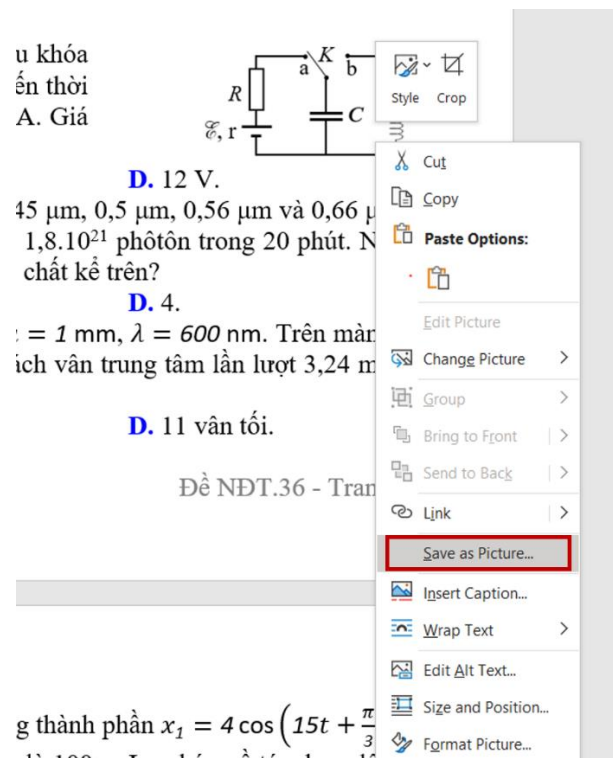 u khóa
ến thời
A. Giá
K
a
b
R
C
ℰ, r
D. 12 V.
45 μm, 0,5 μm, 0,56 μm và 0,66 μ
1,8.10²¹ phôtôn trong 20 phút. N
chất kể trên?
D. 4.
= 1 mm, λ = 600 nm. Trên màn
ách vân trung tâm lần lượt 3,24 m
D. 11 vân tối.
Đề NĐT.36 - Tran
g thành phần x₁ = 4 cos (15t + π/3
Style
Crop
Cut
Copy
Paste Options:
Edit Picture
Change Picture
Group
Bring to Front
Send to Back
Link
Save as Picture...
Insert Caption...
Wrap Text
Edit Alt Text...
Size and Position...
Format Picture...